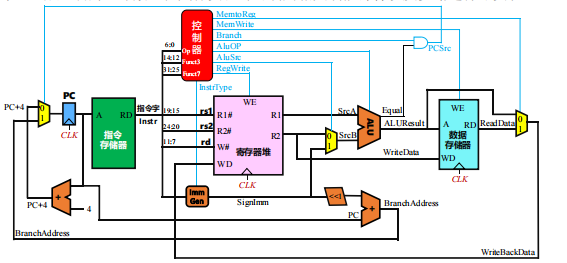 MemtoReg
MemWrite
Branch
AluOP
AluSrc
RegWrite
控制器
6:0
Op
14:12
Funct3
31:25
Funct7
InstrType
PCSrc
PC+4
0
1
PC
CLK
A
RD
指令
存储器
指令字
Instr
19:15
rs1
24:20
rs2
11:7
rd
WE
R1#
R1
R2#
R2
W#
寄存器堆
WD
CLK
SrcA
0
1
SrcB
ALU
Equal
ALUResult
WriteData
WE
A
RD
数据
存储器
WD
CLK
ReadData
0
1
PC+4
+
4
Imm
Gen
SignImm
<<1
PC
+
BranchAddress
BranchAddress
WriteBackData